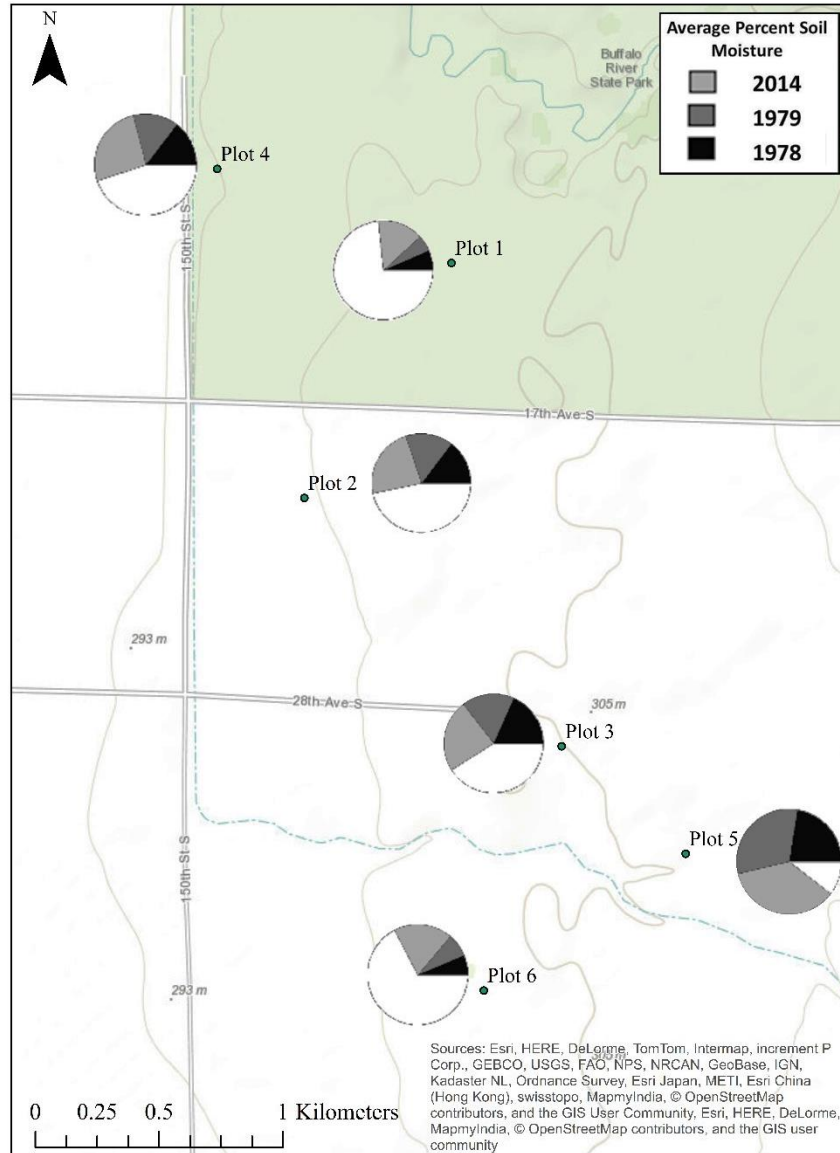 N
Buffalo
River
State Park
Average Percent Soil
Moisture
2014
1979
1978
Plot 4
150th St S
Plot 1
17th Ave S
Plot 2
293 m
28th Ave S
305 m
Plot 3
150th St S
Plot 5
Plot 6
293 m
305 m
Sources: Esri, HERE, DeLorme, TomTom, Intermap, increment P
Corp., GEBCO, USGS, FAO, NPS, NRCAN, GeoBase, IGN,
Kadaster NL, Ordnance Survey, Esri Japan, METI, Esri China
(Hong Kong), swisstopo, MapmyIndia, © OpenStreetMap
contributors, and the GIS User Community, Esri, HERE, DeLorme,
MapmyIndia, © OpenStreetMap contributors, and the GIS user
community
0 0.25 0.5 1 Kilometers